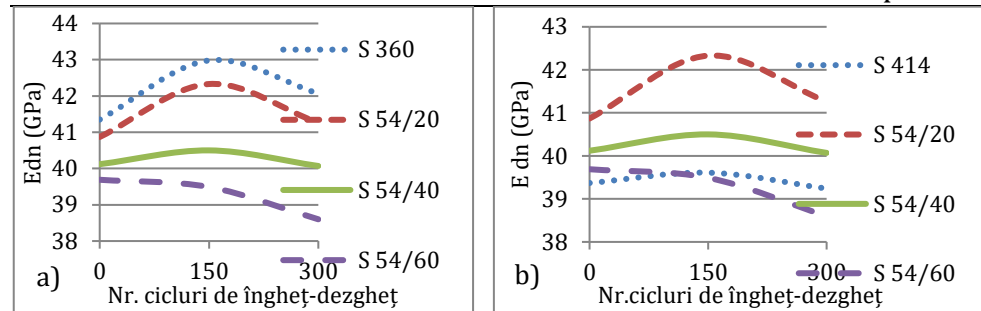 44
43
42
41
40
39
38
Edn (GPa)
0
150
300
a)
Nr. cicluri de îngheț-dezgheț
S 360
S 54/20
S 54/40
S 54/60
43
42
41
40
39
38
E dn (GPa)
0
150
300
b)
Nr.cicluri de îngheț-dezgheț
S 414
S 54/20
S 54/40
S 54/60